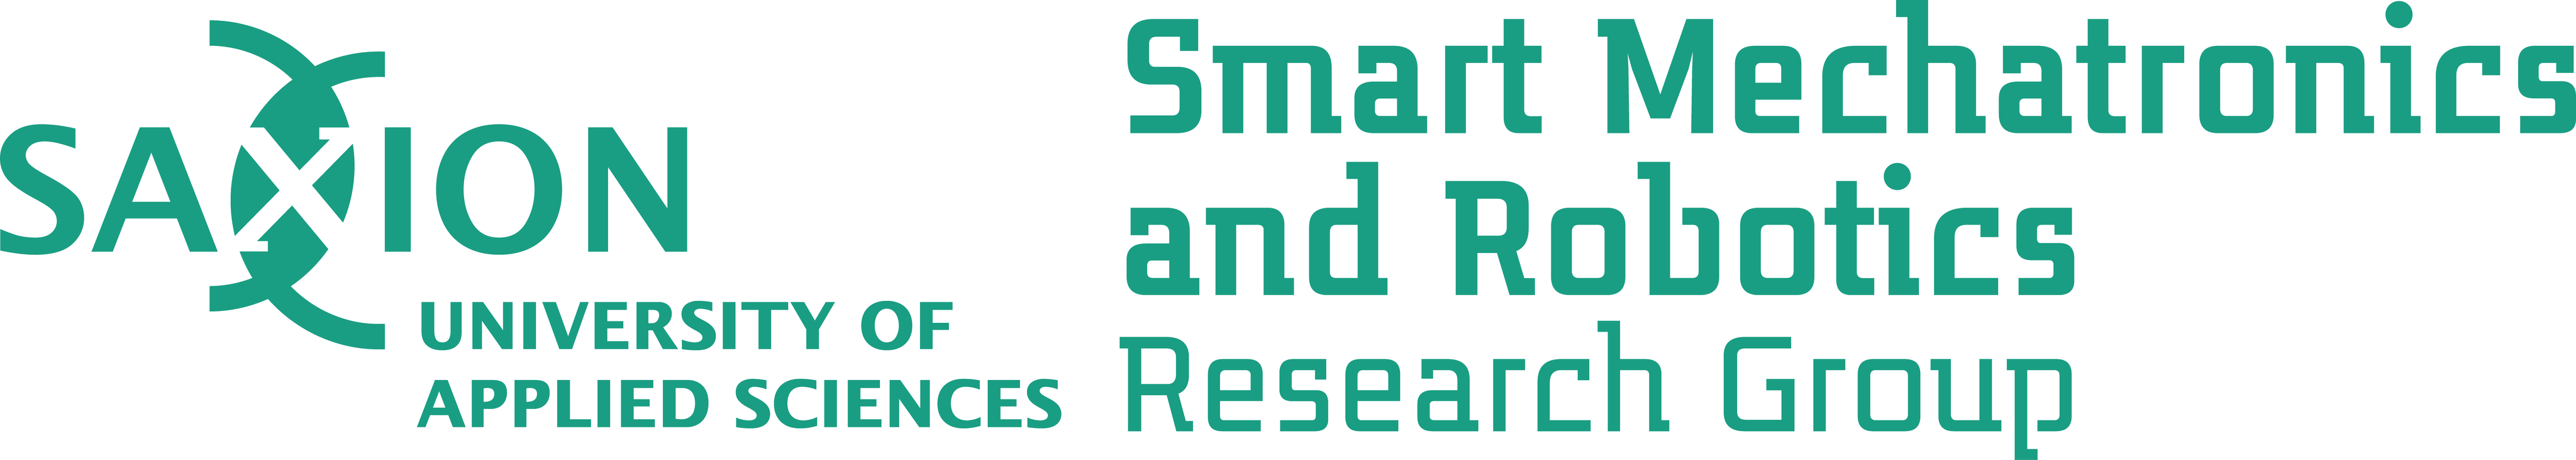 SAXION
UNIVERSITY OF
APPLIED SCIENCES
Smart Mechatronics
and Robotics
Research Group